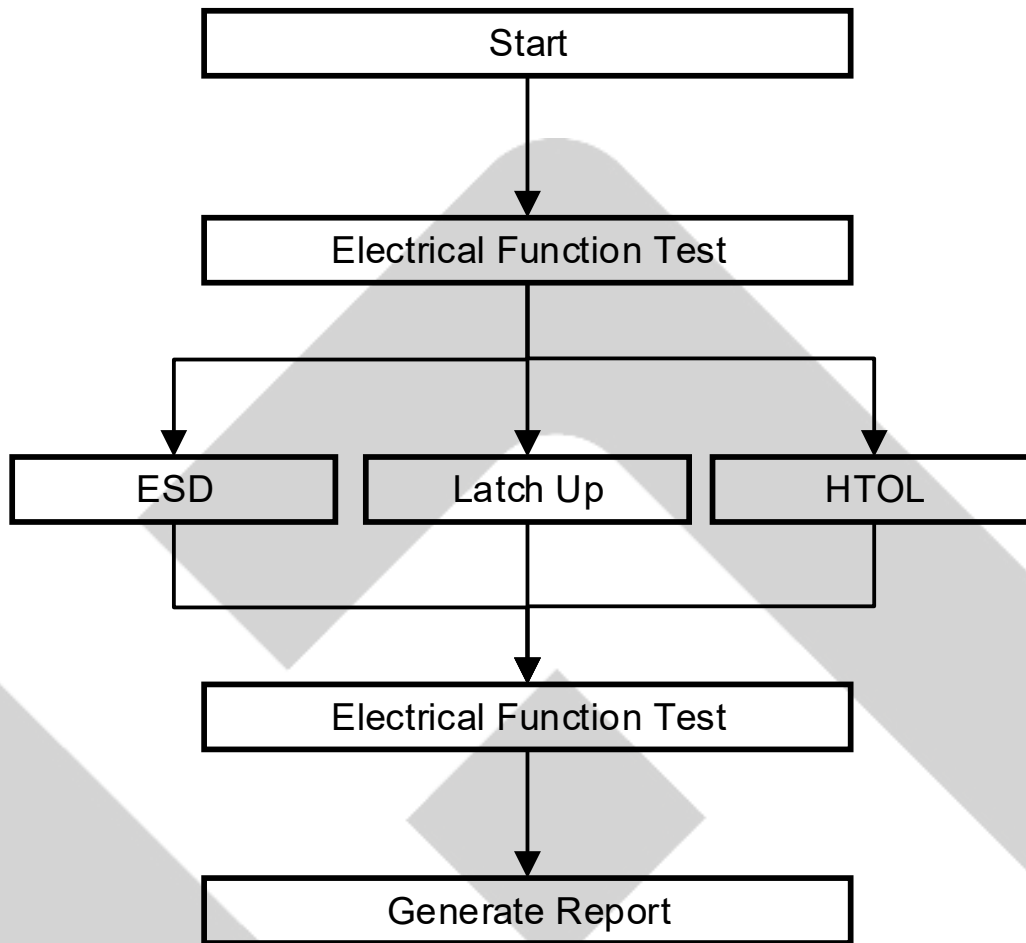 Start
Electrical Function Test
ESD
Latch Up
HTOL
Electrical Function Test
Generate Report